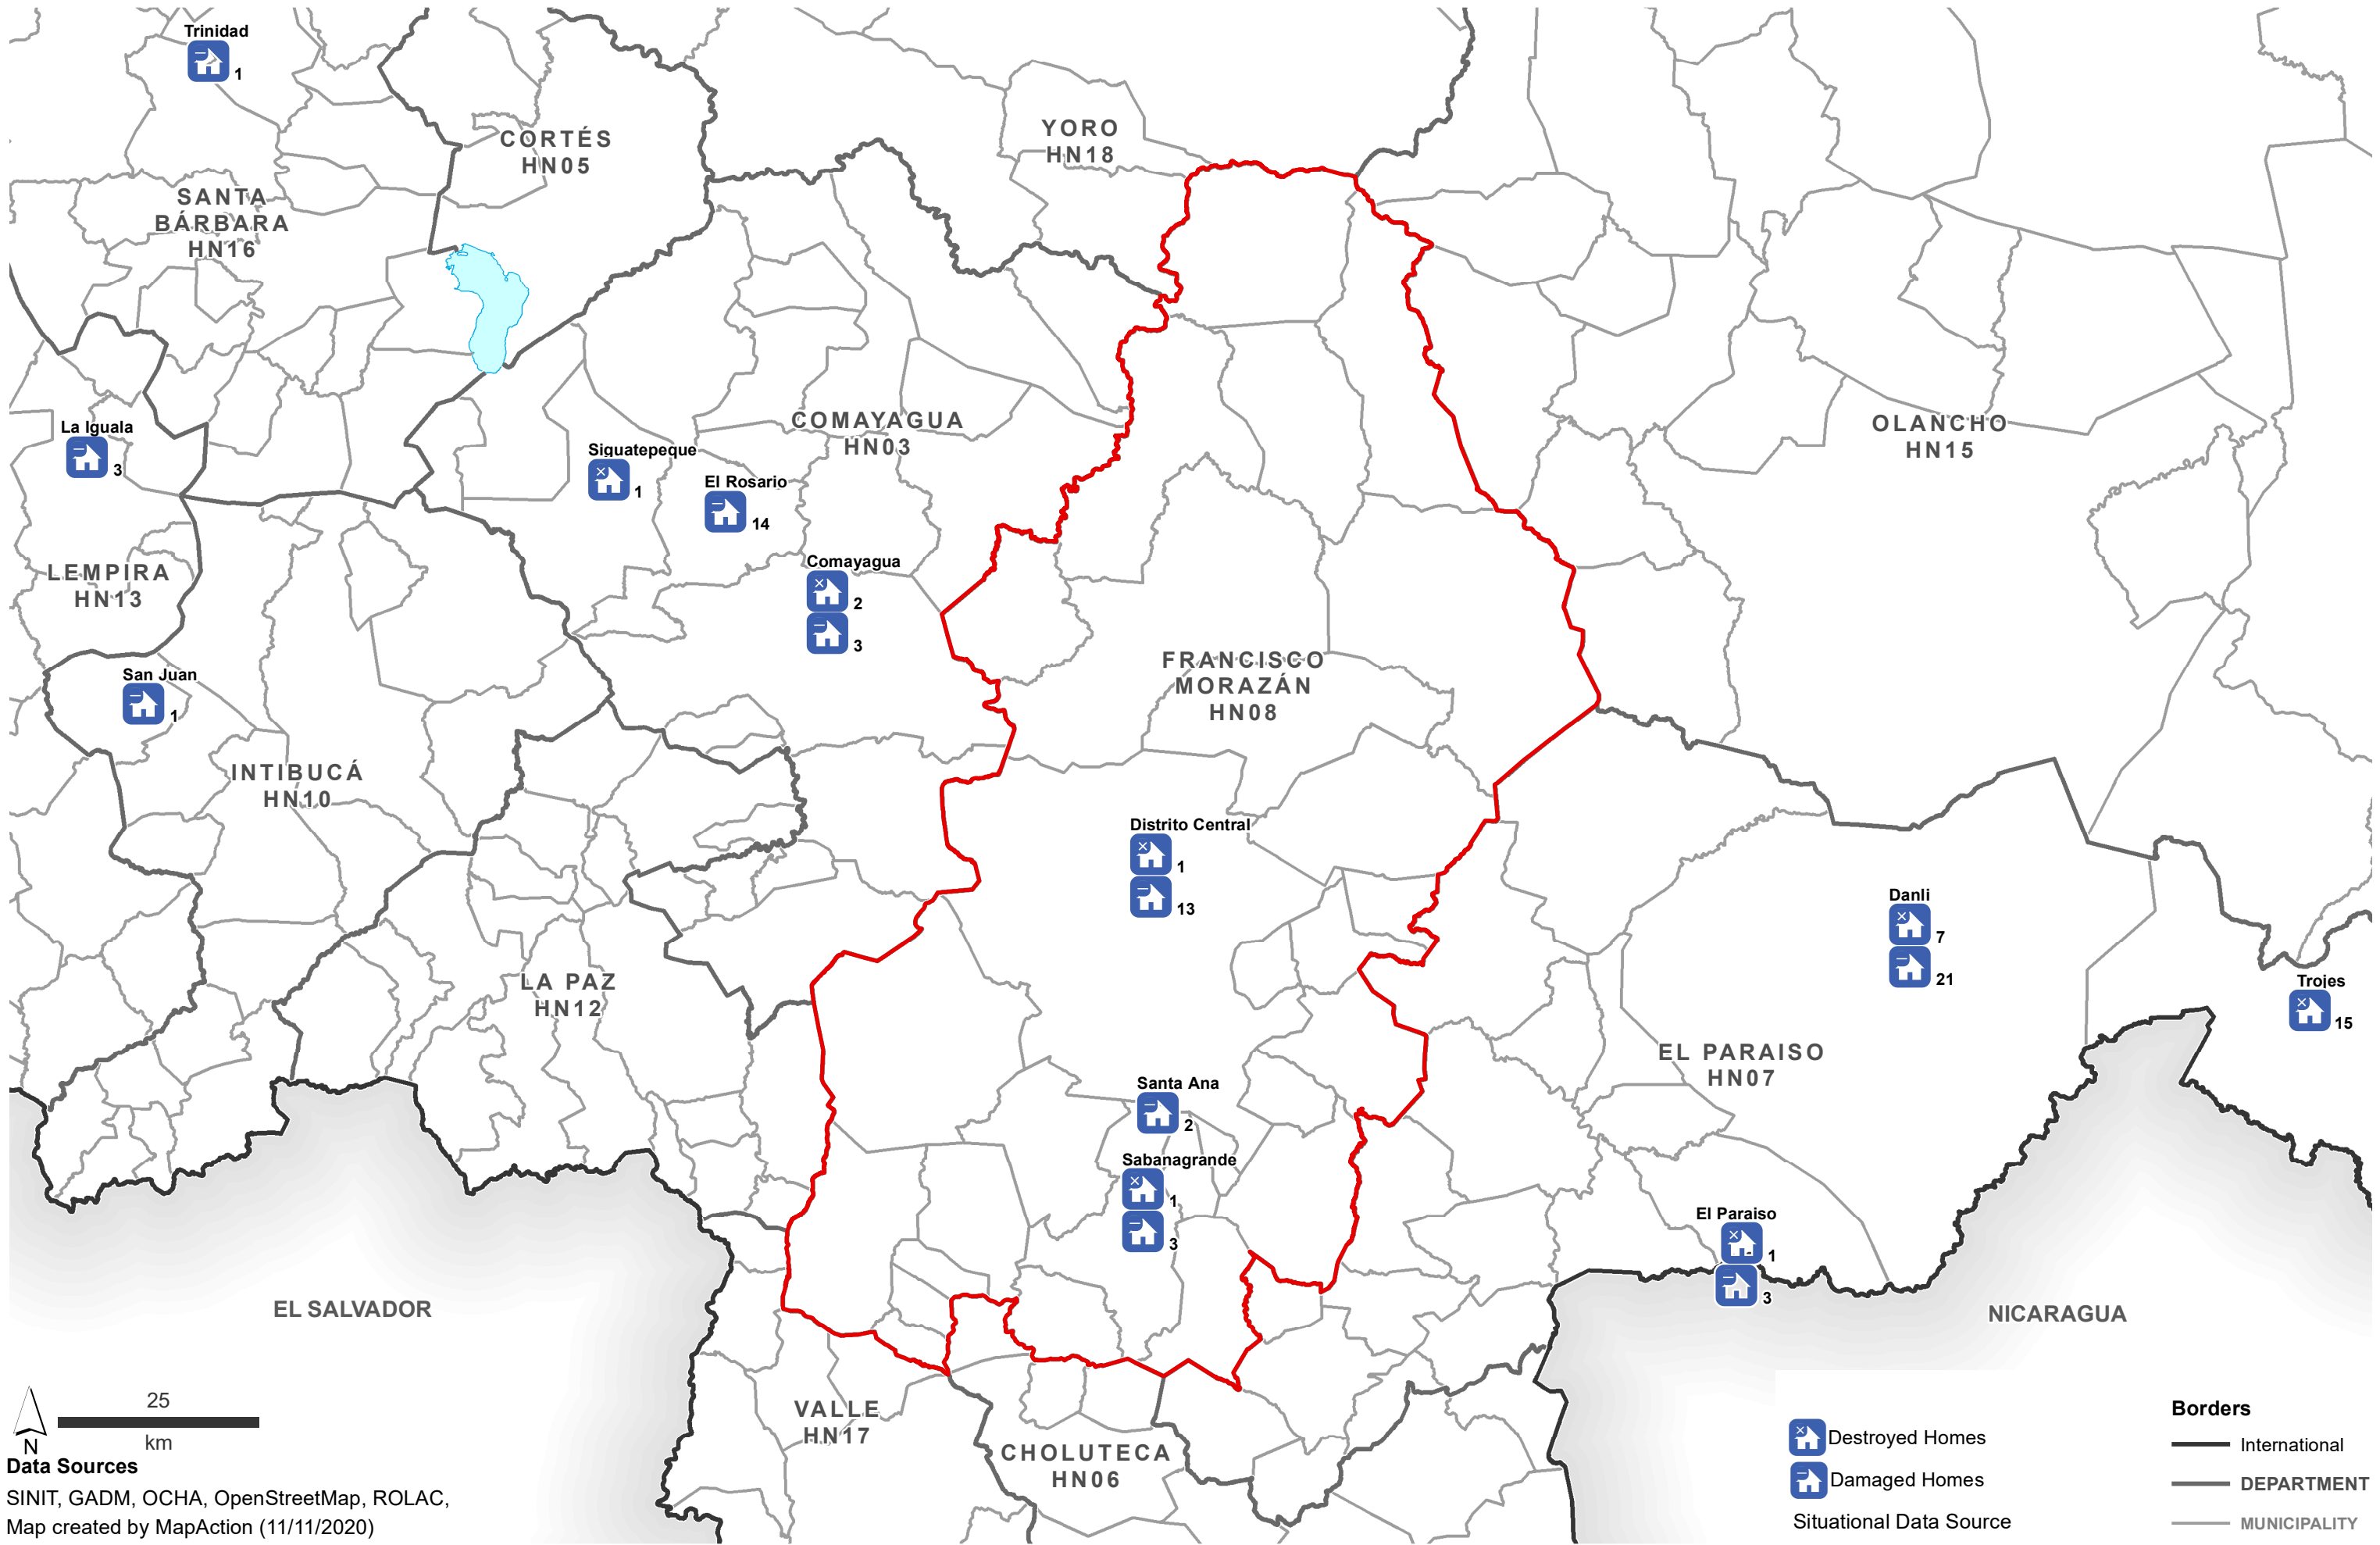 Trinidad
1
CORTÉS
HN05
YORO
HN18
SANTA
BÁRBARA
HN16
La Iguala
3
Siguatepeque
1
El Rosario
14
COMAYAGUA
HN03
OLANCHO
HN15
Comayagua
2
3
LEMPIRA
HN13
San Juan
1
FRANCISCO
MORAZÁN
HN08
INTIBUCÁ
HN10
Distrito Central
1
13
Danli
7
21
Trojes
15
LA PAZ
HN12
EL PARAISO
HN07
Santa Ana
2
Sabanagrande
1
3
El Paraiso
1
3
EL SALVADOR
NICARAGUA
VALLE
HN17
CHOLUTECA
HN06
25
km
N
Data Sources
SINIT, GADM, OCHA, OpenStreetMap, ROLAC,
Map created by MapAction (11/11/2020)
Destroyed Homes
Damaged Homes
Situational Data Source
Borders
International
DEPARTMENT
MUNICIPALITY